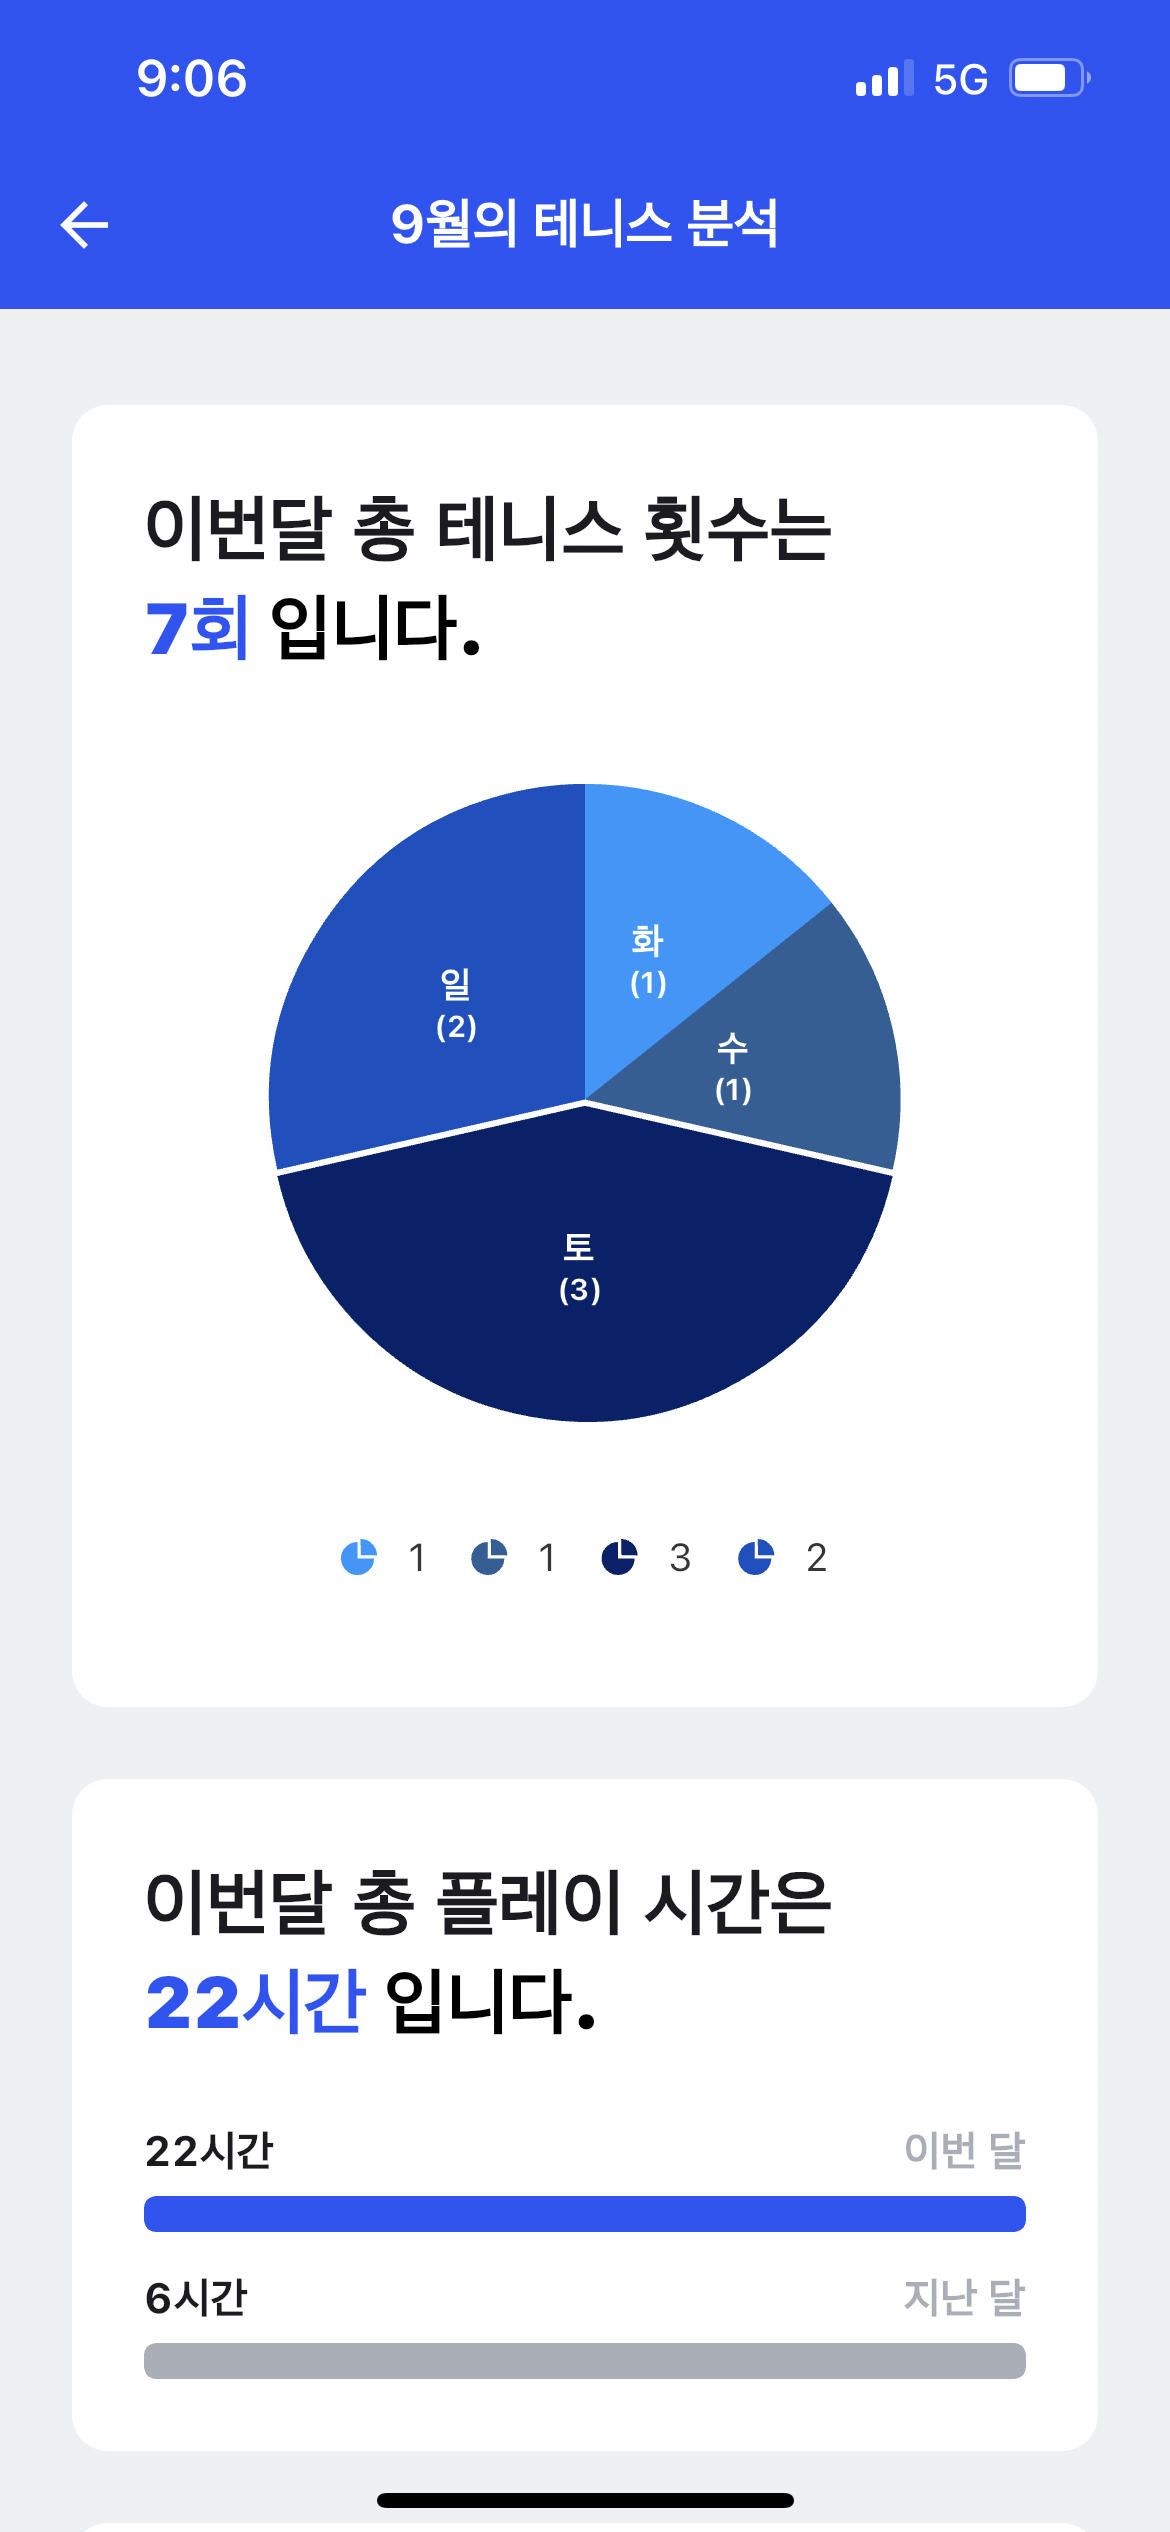 9:06
5G
9월의 테니스 분석
이번달 총 테니스 횟수는
7회 입니다.
화
(1)
일
(2)
수
(1)
토
(3)
1 1 3 2
이번달 총 플레이 시간은
22시간 입니다.
22시간 이번 달
6시간 지난 달